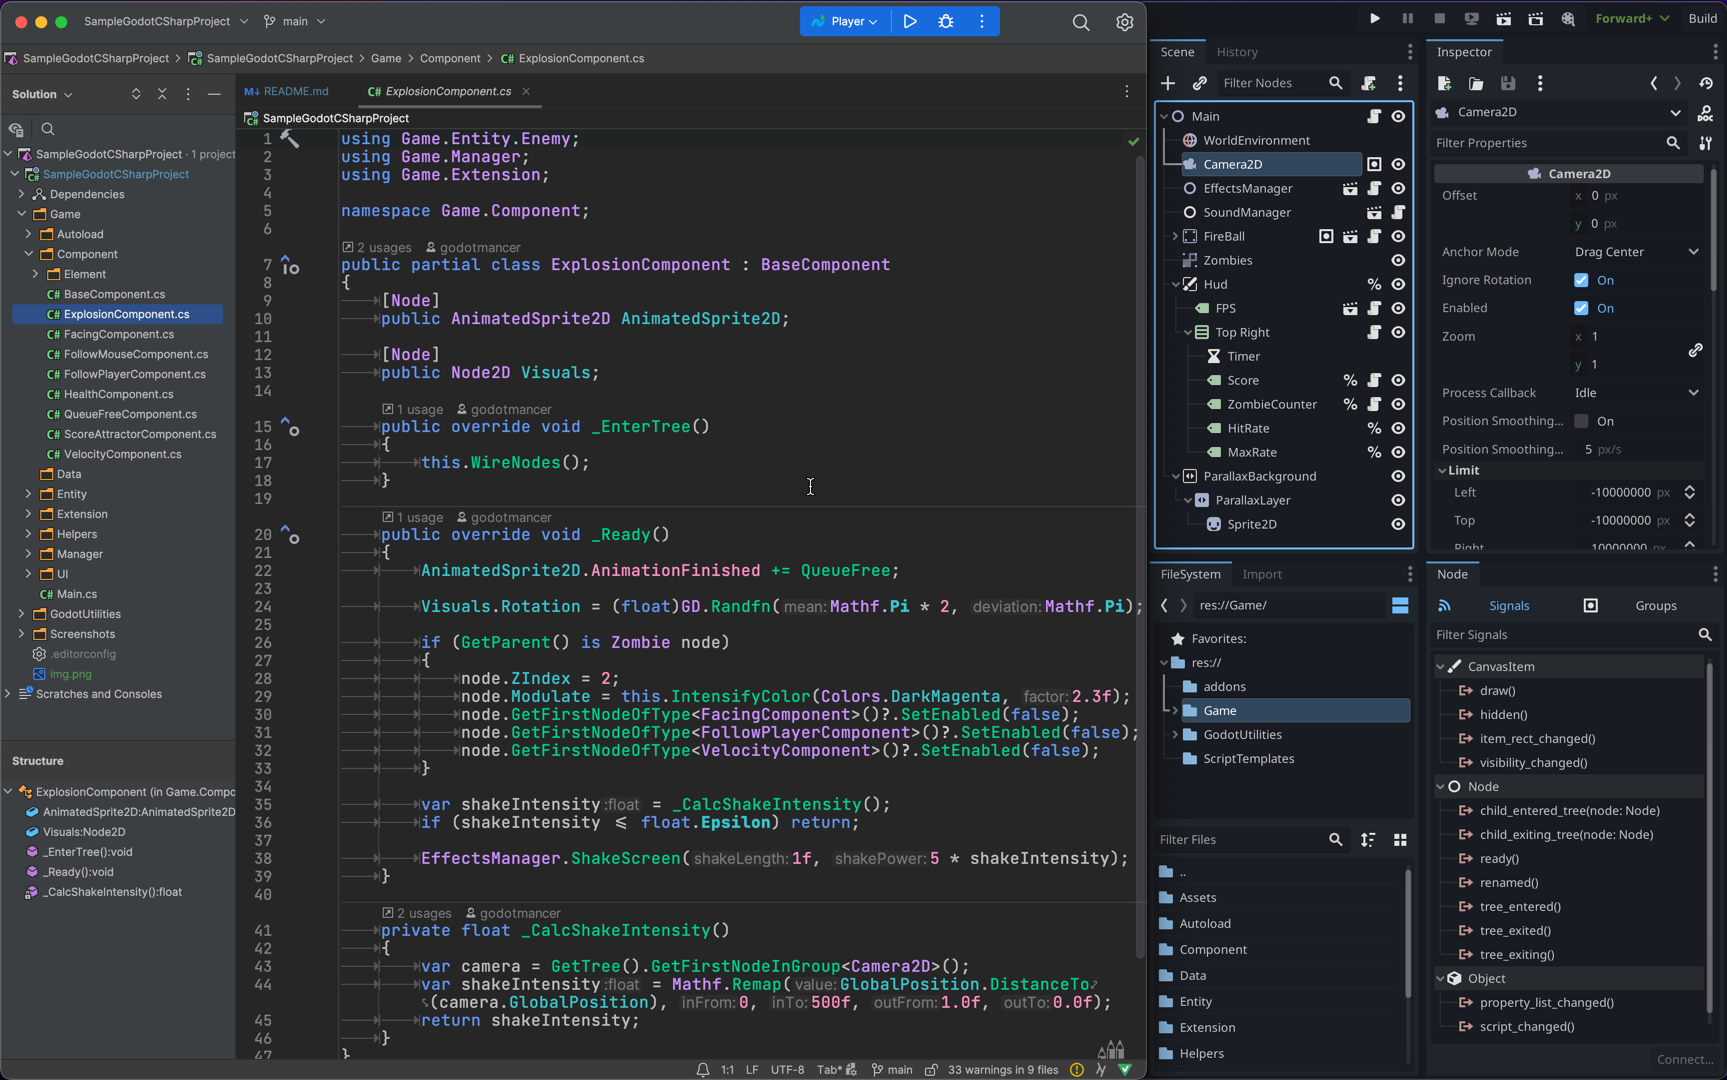 SampleGodotCSharpProject
main
Player
SampleGodotCSharpProject > SampleGodotCSharpProject > Game > Component > C# ExplosionComponent.cs
Solution
SampleGodotCSharpProject · 1 project
SampleGodotCSharpProject
Dependencies
Game
Autoload
Component
Element
C# BaseComponent.cs
C# ExplosionComponent.cs
C# FacingComponent.cs
C# FollowMouseComponent.cs
C# FollowPlayerComponent.cs
C# HealthComponent.cs
C# QueueFreeComponent.cs
C# ScoreAttractorComponent.cs
C# VelocityComponent.cs
Data
Entity
Extension
Helpers
Manager
UI
C# Main.cs
GodotUtilities
Screenshots
.editorconfig
img.png
Scratches and Consoles
Structure
ExplosionComponent (in Game.Compo
AnimatedSprite2D:AnimatedSprite2D
Visuals:Node2D
_EnterTree():void
_Ready():void
_CalcShakeIntensity():float
M↓ README.md
C# ExplosionComponent.cs
SampleGodotCSharpProject
1 using Game.Entity.Enemy;
2 using Game.Manager;
3 using Game.Extension;
4
5 namespace Game.Component;
6
2 usages godotmancer
7 public partial class ExplosionComponent : BaseComponent
8 {
9 [Node]
10 public AnimatedSprite2D AnimatedSprite2D;
11
12 [Node]
13 public Node2D Visuals;
14
1 usage godotmancer
15 public override void _EnterTree()
16 {
17 this.WireNodes();
18 }
19
1 usage godotmancer
20 public override void _Ready()
21 {
22 AnimatedSprite2D.AnimationFinished += QueueFree;
23
24 Visuals.Rotation = (float)GD.Randfn(mean:Mathf.Pi * 2, deviation:Mathf.Pi);
25
26 if (GetParent() is Zombie node)
27 {
28 node.ZIndex = 2;
29 node.Modulate = this.IntensifyColor(Colors.DarkMagenta, factor:2.3f);
30 node.GetFirstNodeOfType<FacingComponent>()?.SetEnabled(false);
31 node.GetFirstNodeOfType<FollowPlayerComponent>()?.SetEnabled(false);
32 node.GetFirstNodeOfType<VelocityComponent>()?.SetEnabled(false);
33 }
34
35 var shakeIntensity:float = _CalcShakeIntensity();
36 if (shakeIntensity ⩽ float.Epsilon) return;
37
38 EffectsManager.ShakeScreen(shakeLength:1f, shakePower:5 * shakeIntensity);
39 }
40
2 usages godotmancer
41 private float _CalcShakeIntensity()
42 {
43 var camera = GetTree().GetFirstNodeInGroup<Camera2D>();
44 var shakeIntensity:float = Mathf.Remap(value:GlobalPosition.DistanceTo
(camera.GlobalPosition), inFrom:0, inTo:500f, outFrom:1.0f, outTo:0.0f);
45 return shakeIntensity;
46 }
47 }
1:1 LF UTF-8 Tab* main 33 warnings in 9 files
Forward+ Build
Scene History
Filter Nodes
Main
WorldEnvironment
Camera2D
EffectsManager
SoundManager
FireBall
Zombies
Hud %
FPS
Top Right
Timer
Score %
ZombieCounter %
HitRate %
MaxRate %
ParallaxBackground
ParallaxLayer
Sprite2D
Inspector
Camera2D
DOC
Filter Properties
Camera2D
Offset x 0 px
y 0 px
Anchor Mode Drag Center
Ignore Rotation On
Enabled On
Zoom x 1
y 1
Process Callback Idle
Position Smoothing... On
Position Smoothing... 5 px/s
Limit
Left -10000000 px
Top -10000000 px
Right 10000000 px
FileSystem Import
res://Game/
Favorites:
res://
addons
Game
GodotUtilities
ScriptTemplates
Filter Files
..
Assets
Autoload
Component
Data
Entity
Extension
Helpers
Node
Signals Groups
Filter Signals
CanvasItem
draw()
hidden()
item_rect_changed()
visibility_changed()
Node
child_entered_tree(node: Node)
child_exiting_tree(node: Node)
ready()
renamed()
tree_entered()
tree_exited()
tree_exiting()
Object
property_list_changed()
script_changed()
Connect...